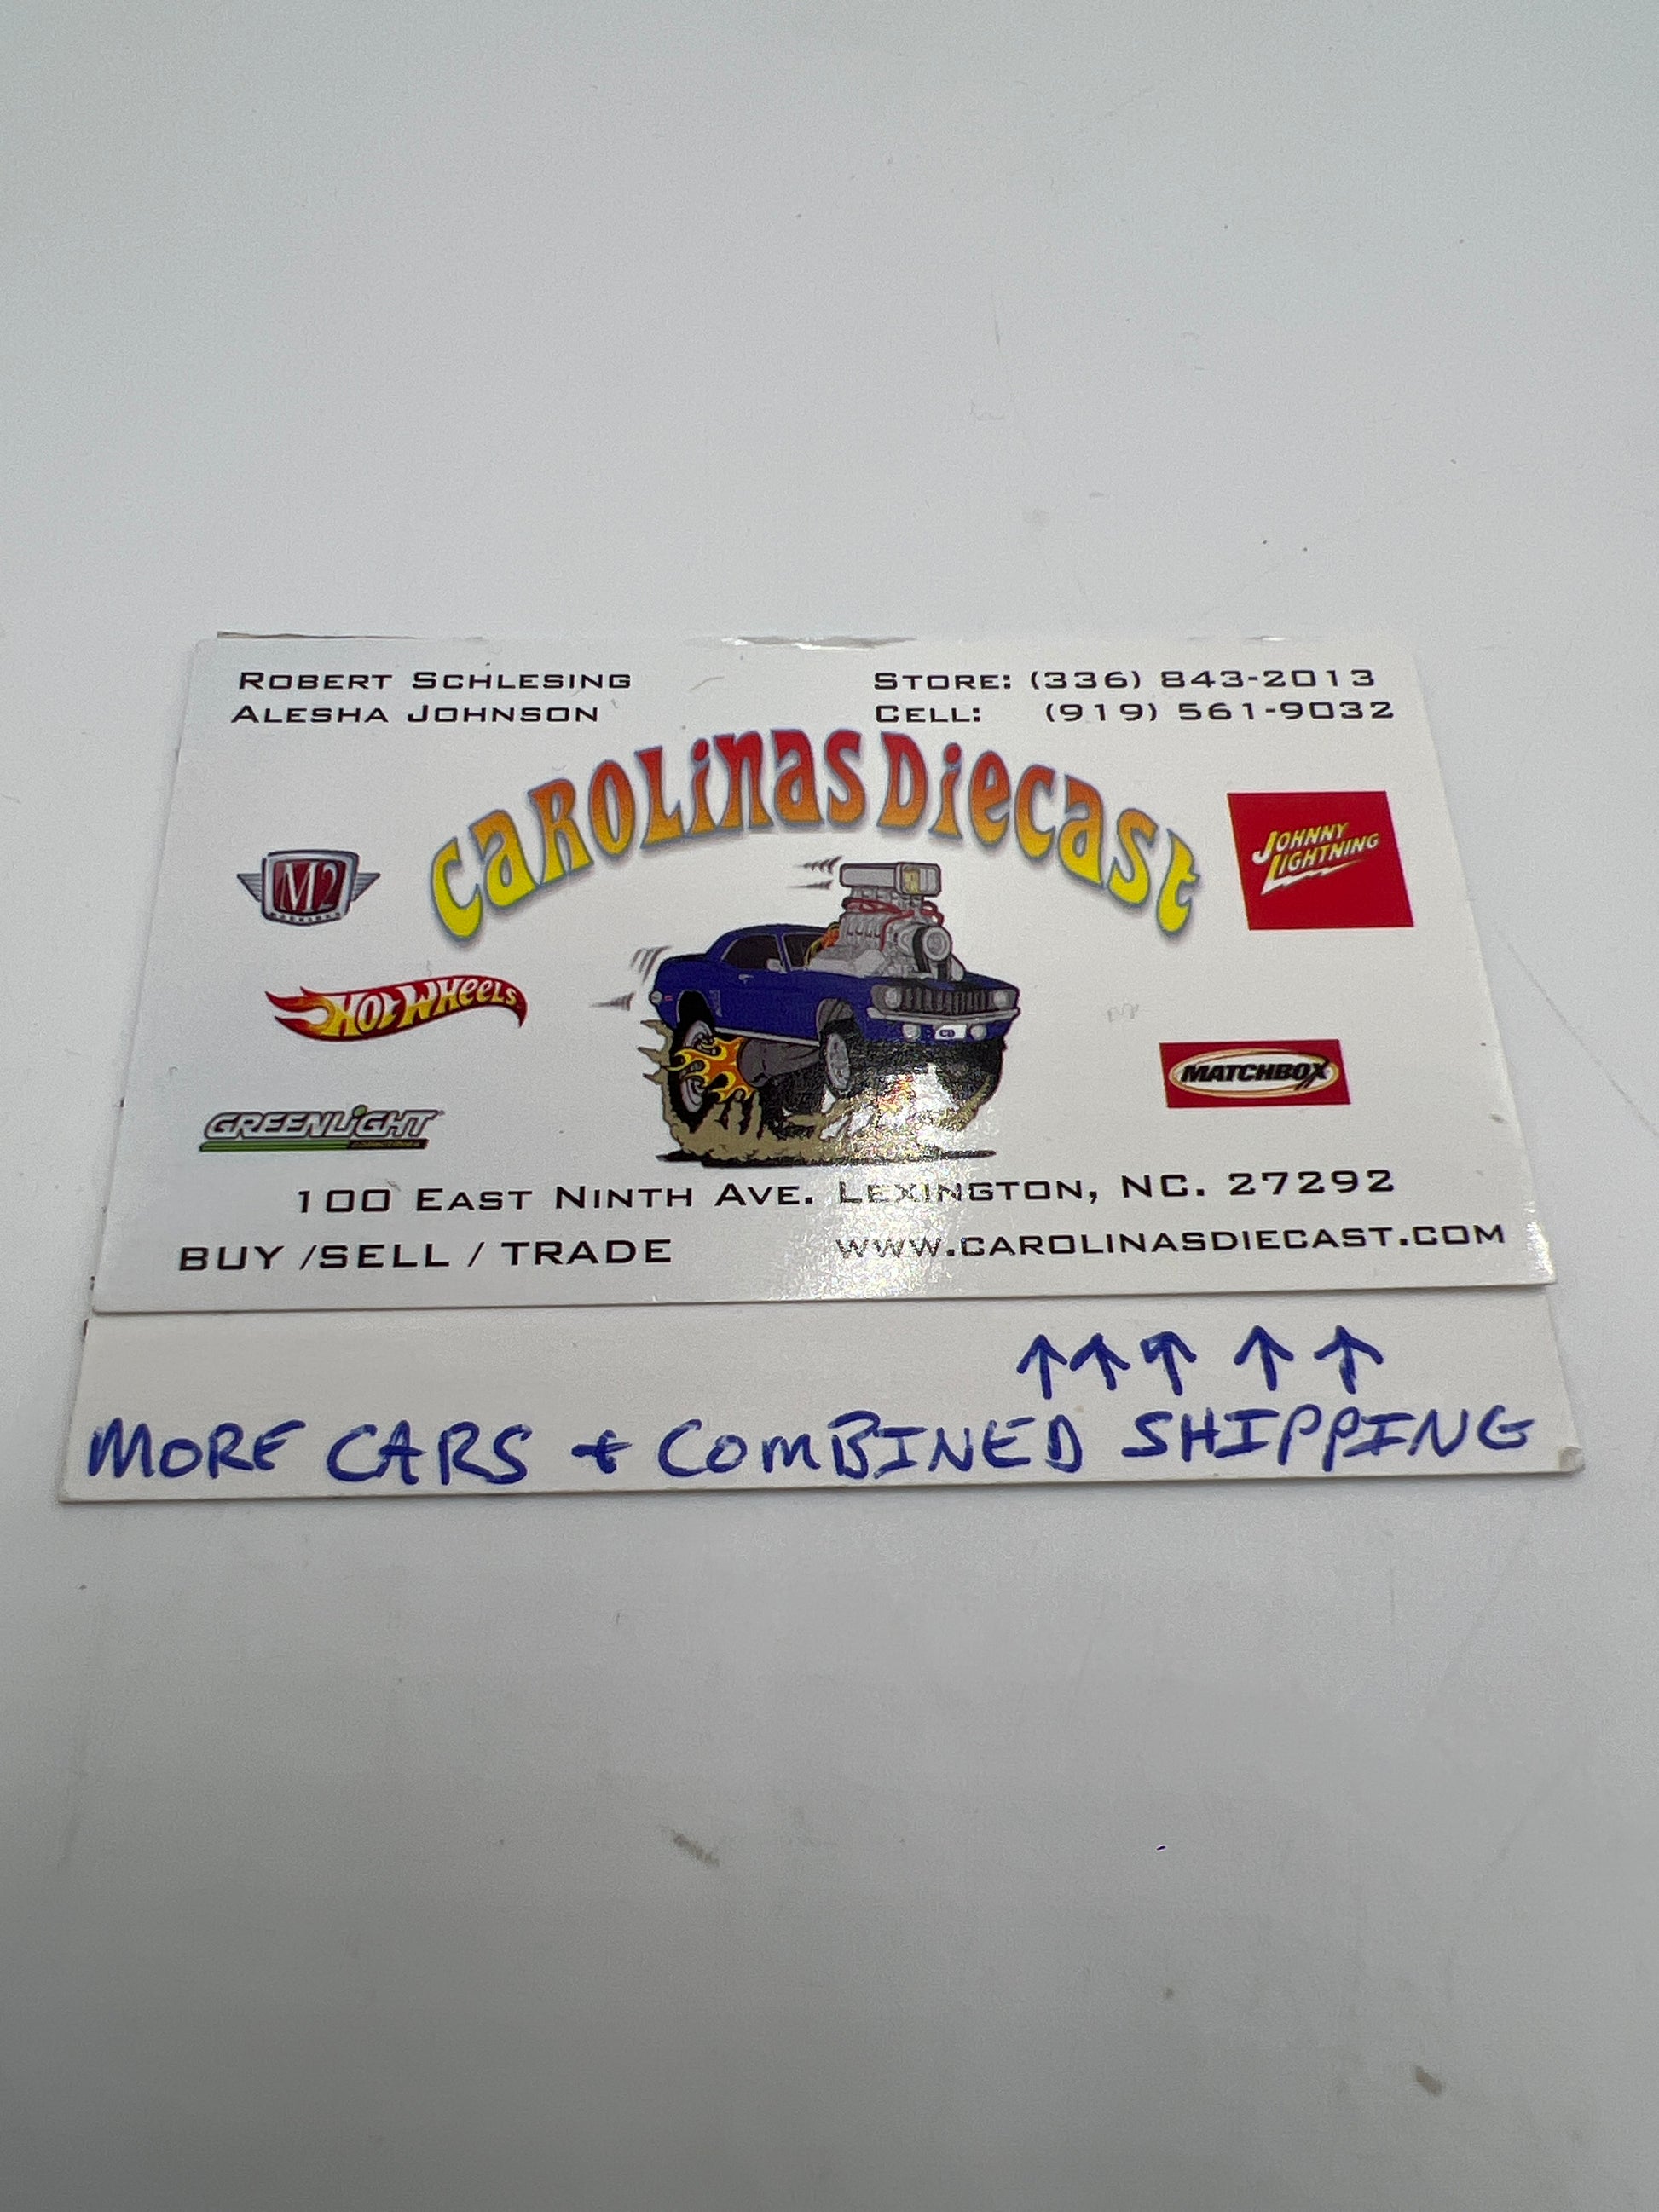 ROBERT SCHLESING
ALESHA JOHNSON
STORE: (336) 843-2013
CELL: (919) 561-9032
CAROLINAS DIECAST
M2
JOHNNY LIGHTNING
HOT WHEELS
MATCHBOX
GREENLIGHT
100 EAST NINTH AVE. LEXINGTON, NC. 27292
BUY /SELL / TRADE
WWW.CAROLINASDIECAST.COM
↑ ↑ ↑ ↑ ↑
MORE CARS + COMBINED SHIPPING